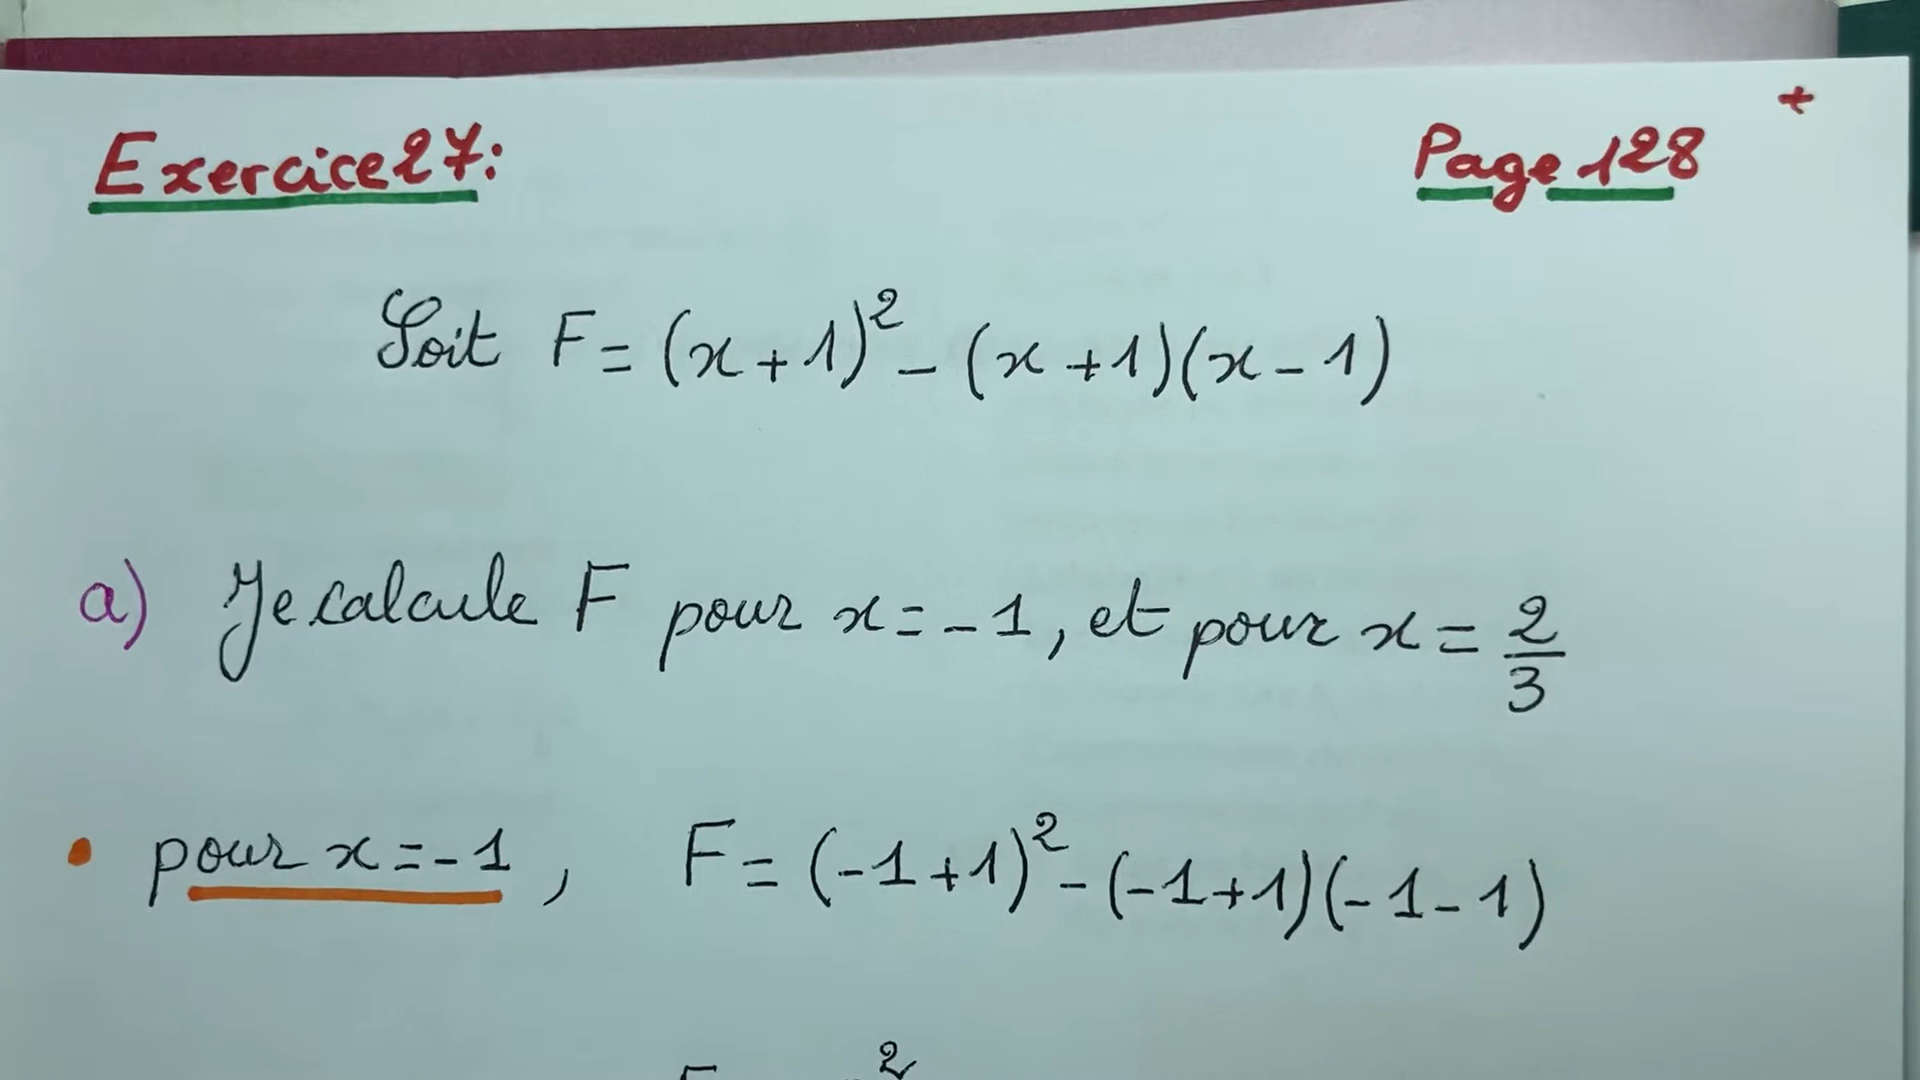 Exercice 27:
Page 128
Soit F = (x + 1)² - (x + 1)(x - 1)
a) Je calcule F pour x = -1, et pour x = 2/3
• pour x = -1, F = (-1 + 1)² - (-1 + 1)(-1 - 1)